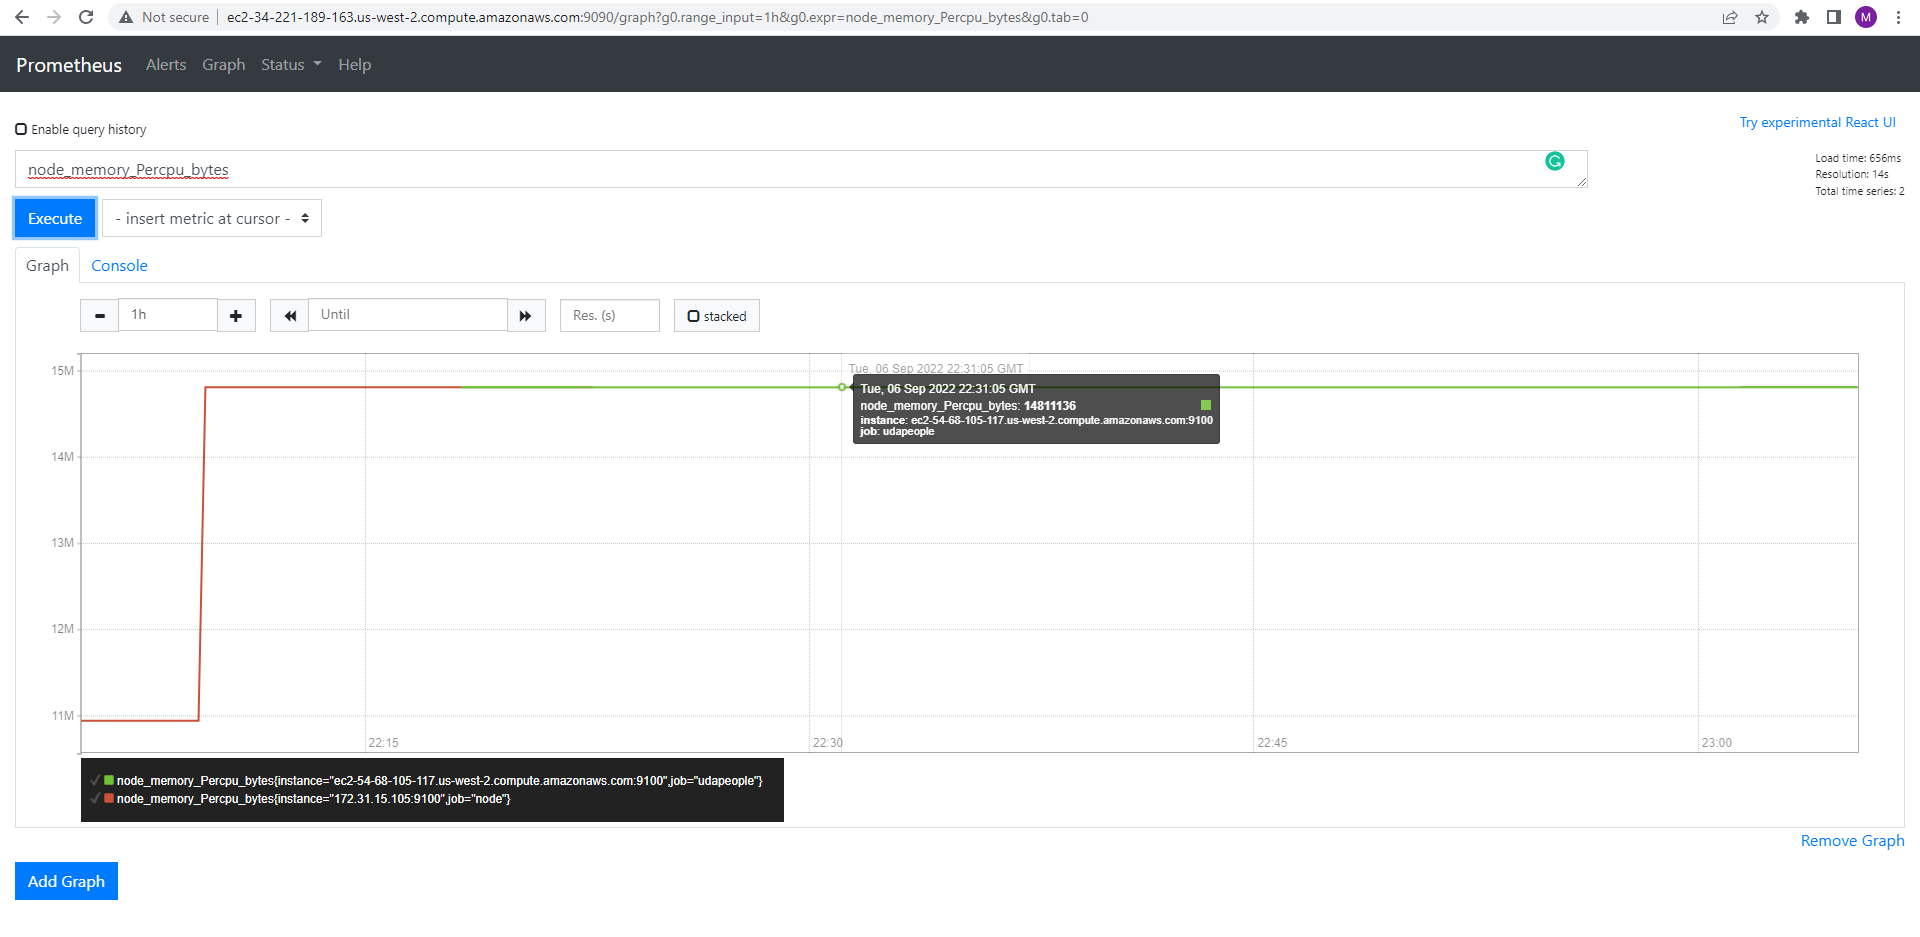 Not secure | ec2-34-221-189-163.us-west-2.compute.amazonaws.com:9090/graph?g0.range_input=1h&g0.expr=node_memory_Percpu_bytes&g0.tab=0
M
Prometheus Alerts Graph Status Help
Enable query history
Try experimental React UI
node_memory_Percpu_bytes
Load time: 656ms
Resolution: 14s
Total time series: 2
Execute
- insert metric at cursor -
Graph Console
1h
Until
Res. (s)
stacked
15M
14M
13M
12M
11M
Tue, 06 Sep 2022 22:31:05 GMT
Tue, 06 Sep 2022 22:31:05 GMT
node_memory_Percpu_bytes: 14811136
instance: ec2-54-68-105-117.us-west-2.compute.amazonaws.com:9100
job: udapeople
22:15
22:30
22:45
23:00
✓ node_memory_Percpu_bytes{instance="ec2-54-68-105-117.us-west-2.compute.amazonaws.com:9100",job="udapeople"}
✓ node_memory_Percpu_bytes{instance="172.31.15.105:9100",job="node"}
Remove Graph
Add Graph